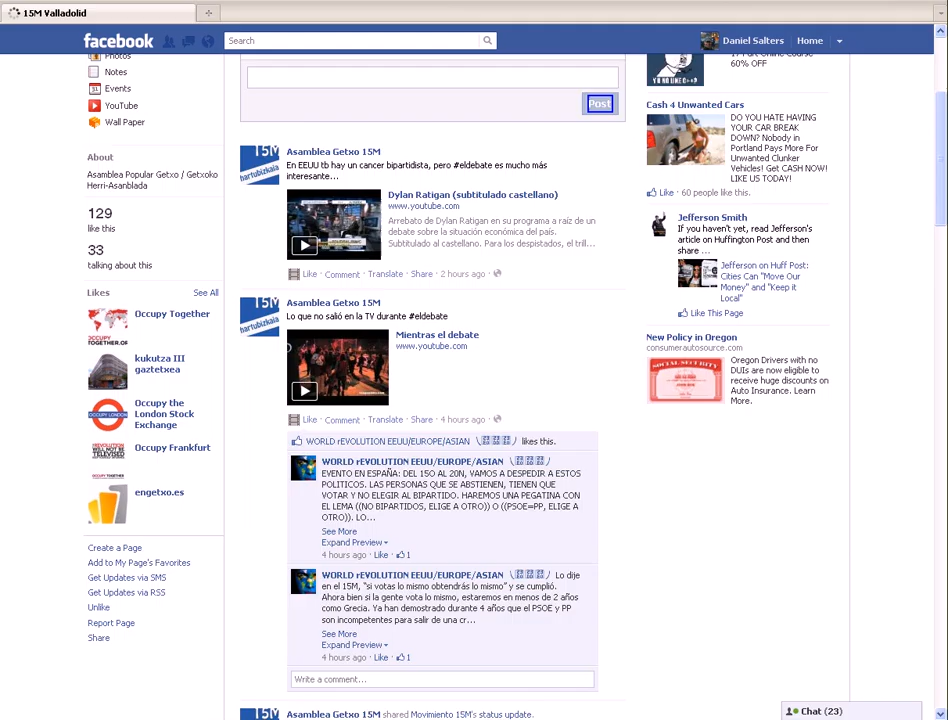 15M Valladolid
facebook
Search
Daniel Salters
Home
Photos
Notes
Events
YouTube
Wall Paper
About
Asamblea Popular Getxo / Getxoko
Herri-Asanblada
129
like this
33
talking about this
Likes
See All
Occupy Together
kukutza III
gaztetxea
Occupy the
London Stock
Exchange
Occupy Frankfurt
engetxo.es
Create a Page
Add to My Page's Favorites
Get Updates via SMS
Get Updates via RSS
Unlike
Report Page
Share
Post
15M
hartubizkaia
Asamblea Getxo 15M
En EEUU tb hay un cancer bipartidista, pero #eldebate es mucho más
interesante...
Dylan Ratigan (subtitulado castellano)
www.youtube.com
Arrebato de Dylan Ratigan en su programa a raíz de un
debate sobre la situación económica del país.
Subtitulado al castellano. Para los despistados, el trill...
Like · Comment · Translate · Share · 2 hours ago ·
15M
hartubizkaia
Asamblea Getxo 15M
Lo que no salió en la TV durante #eldebate
Mientras el debate
www.youtube.com
Like · Comment · Translate · Share · 4 hours ago ·
WORLD rEVOLUTION EEUU/EUROPE/ASIAN likes this.
WORLD rEVOLUTION EEUU/EUROPE/ASIAN
EVENTO EN ESPAÑA: DEL 15O AL 20N, VAMOS A DESPEDIR A ESTOS
POLITICOS. LAS PERSONAS QUE SE ABSTIENEN, TIENEN QUE
VOTAR Y NO ELEGIR AL BIPARTIDO. HAREMOS UNA PEGATINA CON
EL LEMA ((NO BIPARTIDOS, ELIGE A OTRO)) O ((PSOE=PP, ELIGE A
OTRO)). LO...
See More
Expand Preview
4 hours ago · Like · 1
WORLD rEVOLUTION EEUU/EUROPE/ASIAN Lo dije
en el 15M, "si votas lo mismo obtendrás lo mismo" y se cumplió.
Ahora bien si la gente vota lo mismo, estaremos en menos de 2 años
como Grecia. Ya han demostrado durante 4 años que el PSOE y PP
son incompetentes para salir de una cr...
See More
Expand Preview
4 hours ago · Like · 1
Write a comment...
15M
Asamblea Getxo 15M shared Movimiento 15M's status update.
60% OFF
Cash 4 Unwanted Cars
DO YOU HATE HAVING
YOUR CAR BREAK
DOWN? Nobody in
Portland Pays More For
Unwanted Clunker
Vehicles! Get CASH NOW!
LIKE US TODAY!
Like · 60 people like this.
Jefferson Smith
If you haven't yet, read Jefferson's
article on Huffington Post and then
share ...
Jefferson on Huff Post:
Cities Can "Move Our
Money" and "Keep it
Local"
Like This Page
New Policy in Oregon
consumerautosource.com
SOCIAL SECURITY
Oregon Drivers with no
DUIs are now eligible to
receive huge discounts on
Auto Insurance. Learn
More.
Chat (23)